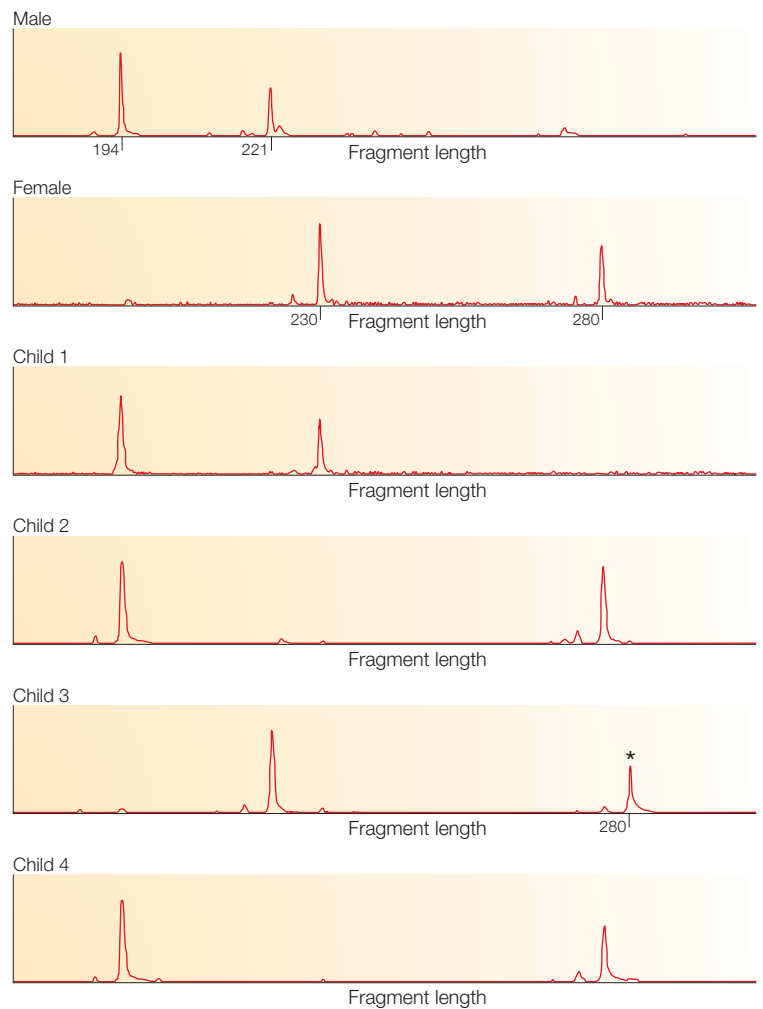 Male
194 221 Fragment length
Female
230 Fragment length 280
Child 1
Fragment length
Child 2
Fragment length
Child 3
*
Fragment length 280
Child 4
Fragment length